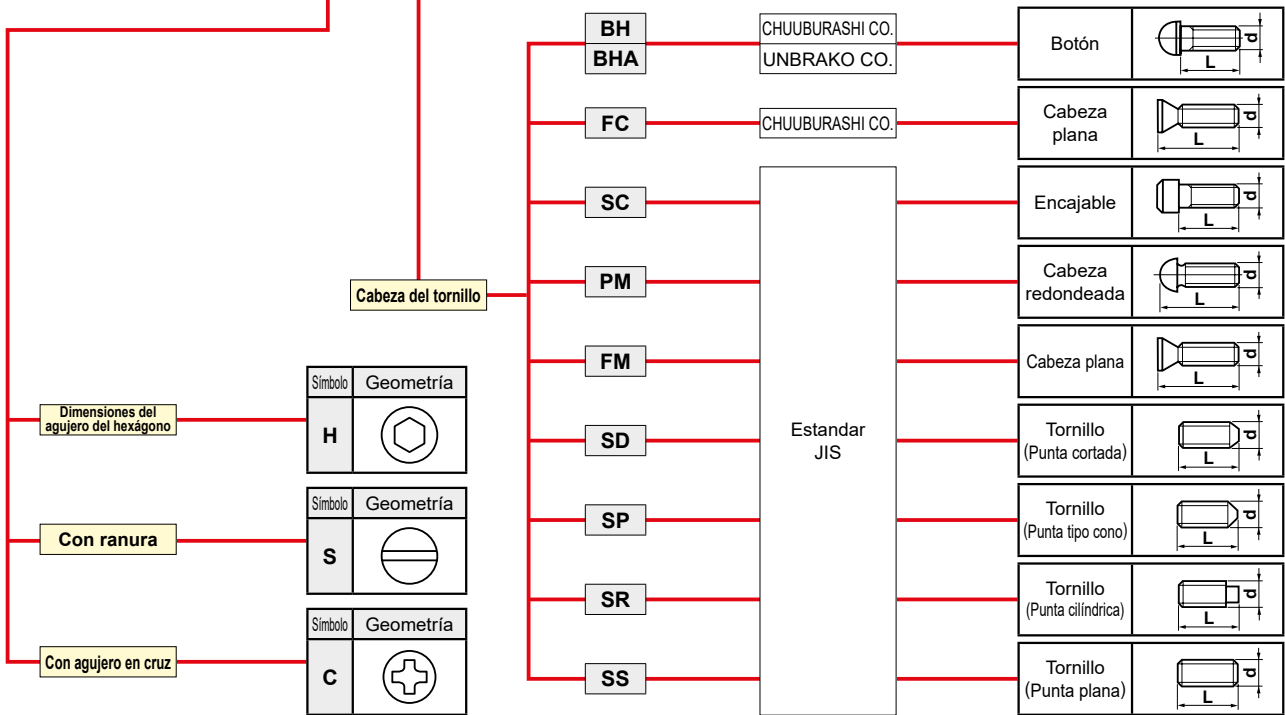 BH
BHA
CHUUBURASHI CO.
UNBRAKO CO.
Botón
d
L
FC
CHUUBURASHI CO.
Cabeza
plana
d
L
SC
Encajable
d
L
PM
Cabeza
redondeada
d
L
Cabeza del tornillo
FM
Cabeza plana
d
L
SD
Estandar
JIS
Tornillo
(Punta cortada)
d
L
SP
Tornillo
(Punta tipo cono)
d
L
SR
Tornillo
(Punta cilíndrica)
d
L
SS
Tornillo
(Punta plana)
d
L
Dimensiones del
agujero del hexágono
Símbolo Geometría
H
Con ranura
Símbolo Geometría
S
Con agujero en cruz
Símbolo Geometría
C